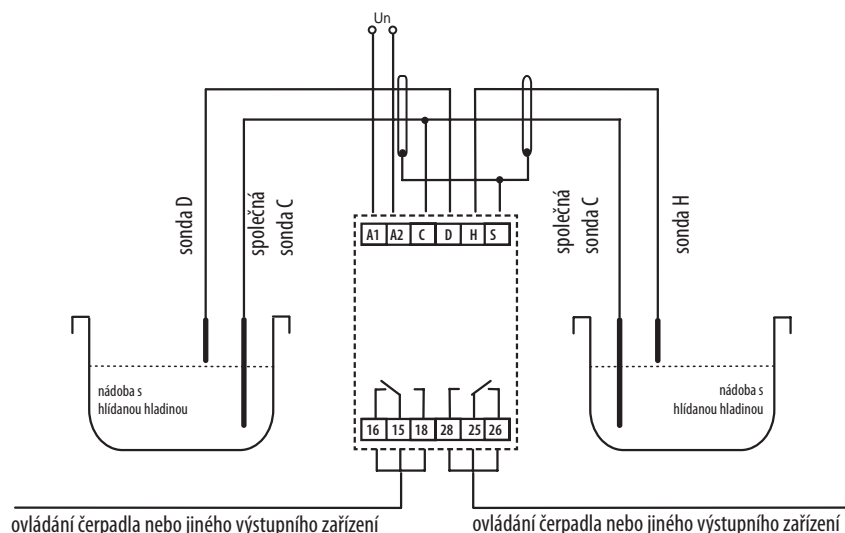 Un
sonda D
společná
sonda C
společná
sonda C
sonda H
A1 A2 C D H S
nádoba s
hlídanou hladinou
nádoba s
hlídanou hladinou
16 15 18 28 25 26
ovládání čerpadla nebo jiného výstupního zařízení
ovládání čerpadla nebo jiného výstupního zařízení